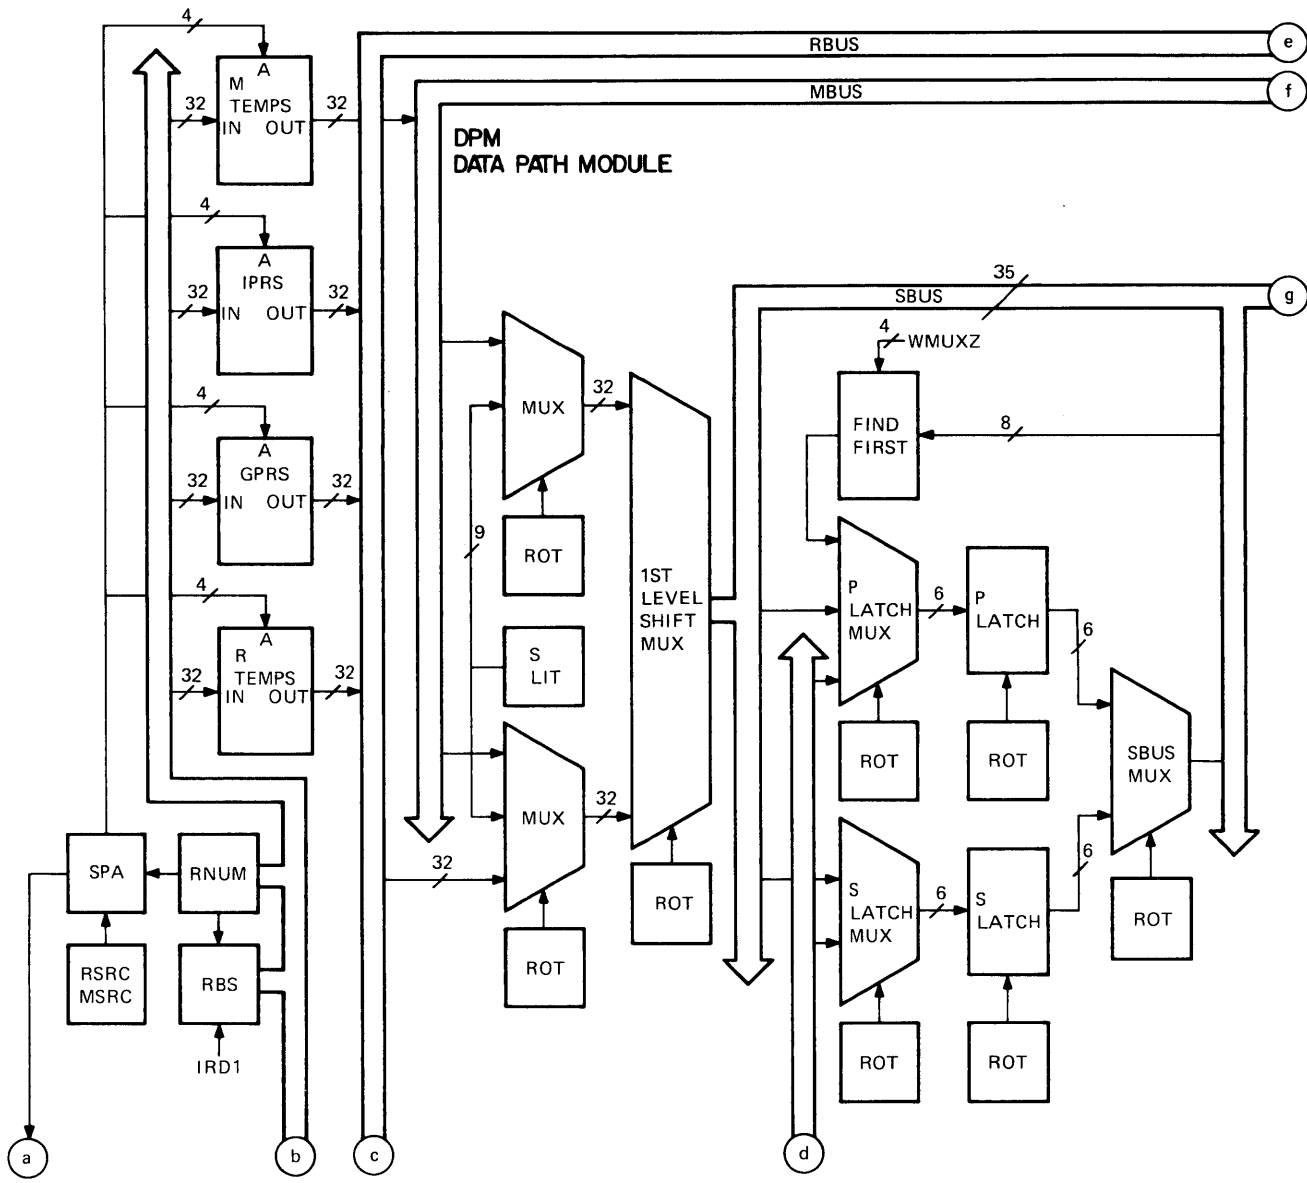 4
RBUS
e
A
M
TEMPS
IN OUT
32
32
MBUS
f
DPM
DATA PATH MODULE
4
A
IPRS
IN OUT
32
32
35
SBUS
g
4
WMUXZ
4
A
GPRS
IN OUT
32
32
MUX
32
FIND
FIRST
8
9
ROT
1ST
LEVEL
SHIFT
MUX
4
A
R
TEMPS
IN OUT
32
32
S
LIT
P
LATCH
MUX
6
P
LATCH
6
ROT
ROT
SBUS
MUX
MUX
32
32
SPA
RNUM
ROT
S
LATCH
MUX
6
S
LATCH
6
ROT
RSRC
MSRC
RBS
ROT
IRD1
ROT
ROT
a
b
c
d